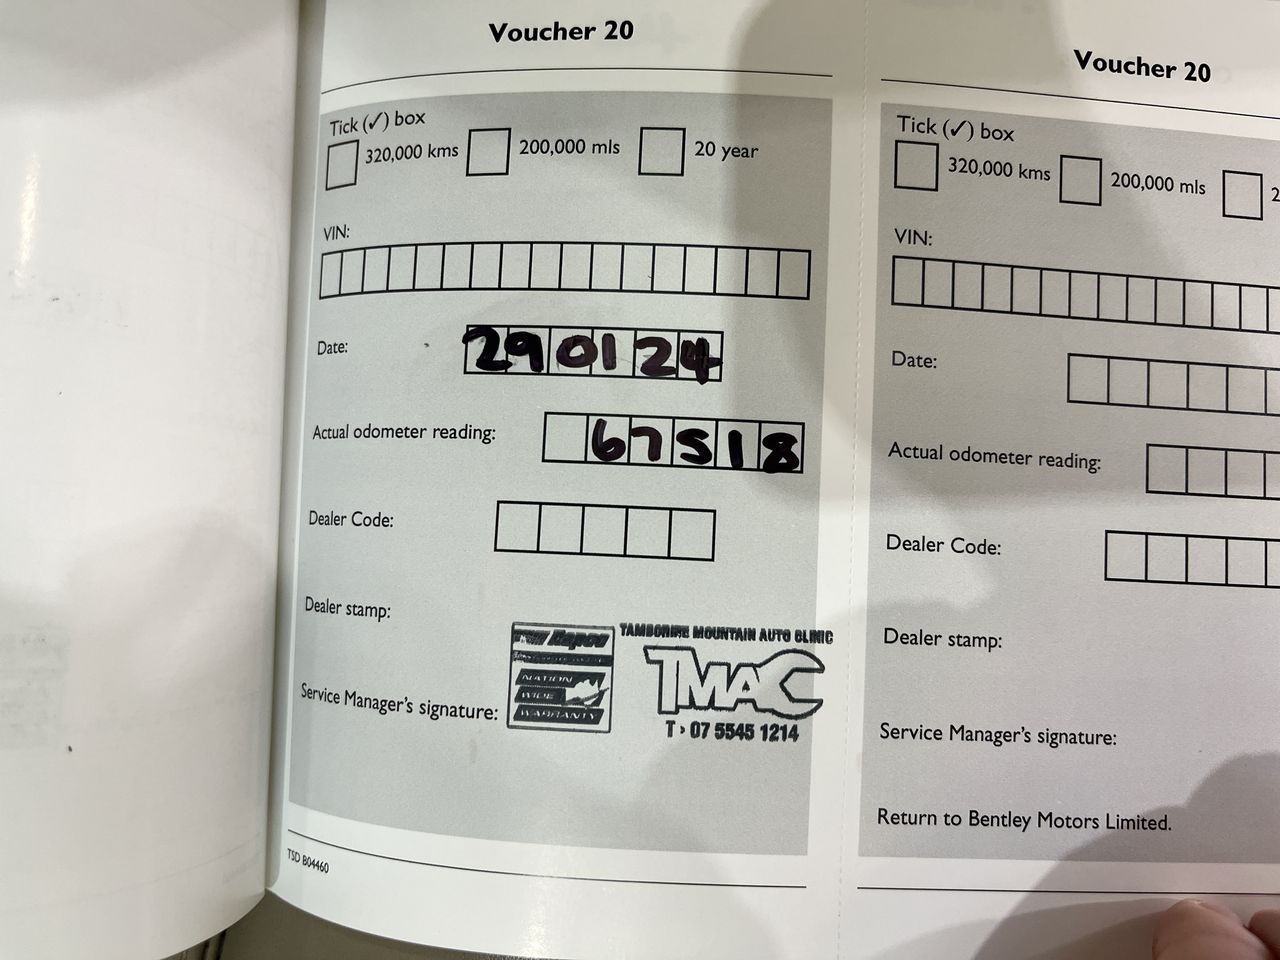 Voucher 20
Tick (✓) box
320,000 kms 200,000 mls 20 year
VIN:
Date: 290124
Actual odometer reading: 67518
Dealer Code:
Dealer stamp:
Repco
NATION
WIDE
WARRANTY
TAMBORINE MOUNTAIN AUTO CLINIC
TMAC
T > 07 5545 1214
Service Manager's signature:
TSD B04460
Voucher 20
Tick (✓) box
320,000 kms 200,000 mls 2
VIN:
Date:
Actual odometer reading:
Dealer Code:
Dealer stamp:
Service Manager's signature:
Return to Bentley Motors Limited.